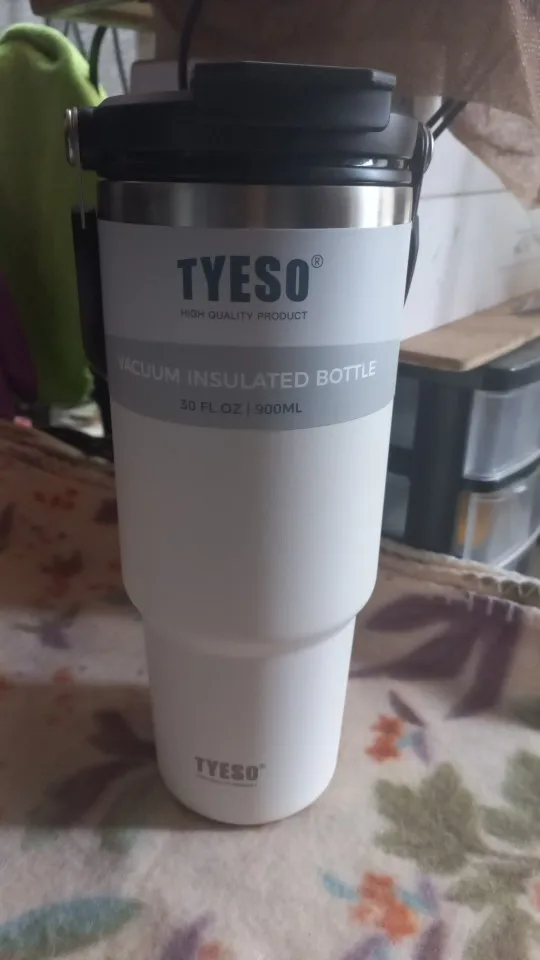 TYESO®
HIGH QUALITY PRODUCT
VACUUM INSULATED BOTTLE
30 FL.OZ | 900ML
TYESO®